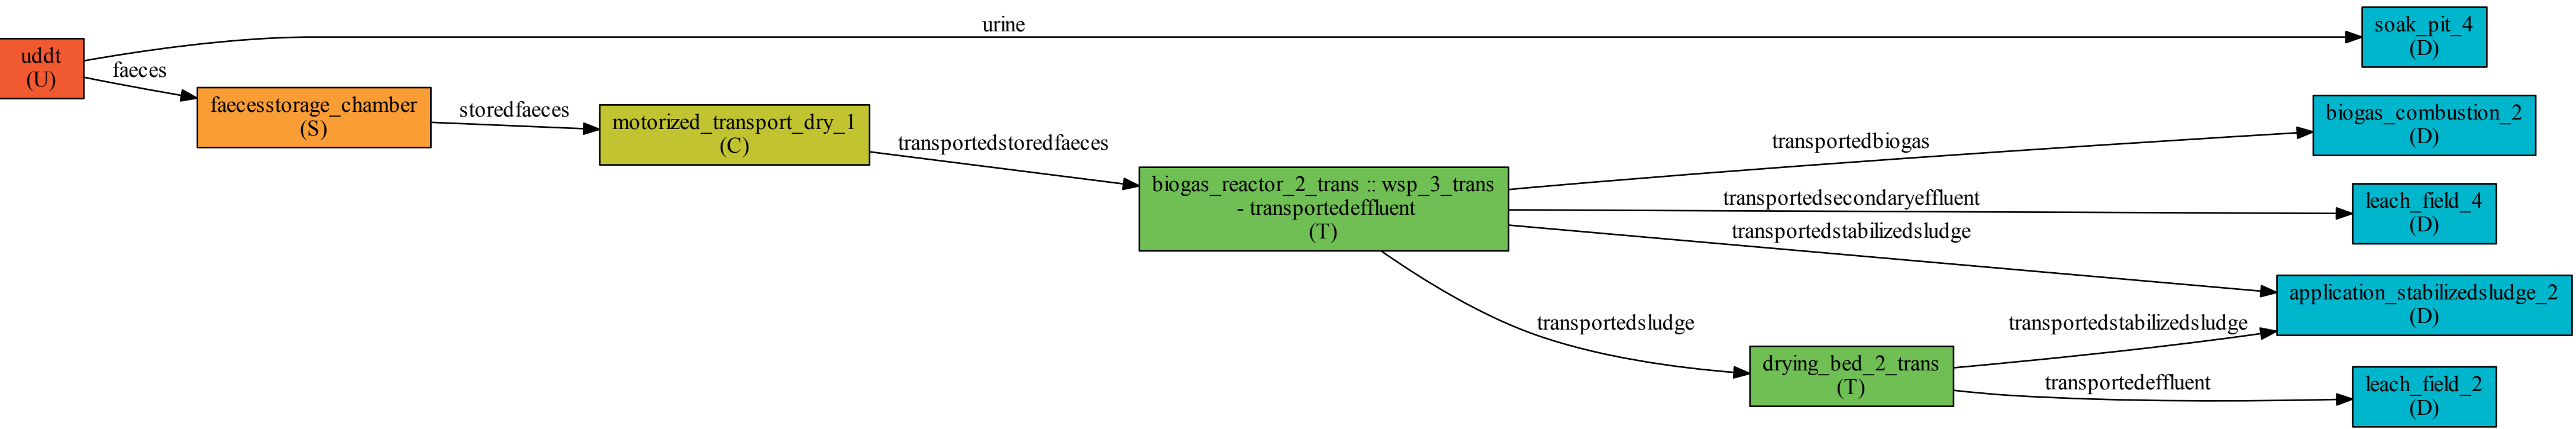 urine
soak_pit_4
(D)
uddt
(U)
faeces
faecesstorage_chamber
(S)
storedfaeces
motorized_transport_dry_1
(C)
transportedstoredfaeces
biogas_reactor_2_trans :: wsp_3_trans
- transportedeffluent
(T)
transportedbiogas
biogas_combustion_2
(D)
transportedsecondaryeffluent
leach_field_4
(D)
transportedstabilizedsludge
application_stabilizedsludge_2
(D)
transportedsludge
drying_bed_2_trans
(T)
transportedstabilizedsludge
transportedeffluent
leach_field_2
(D)